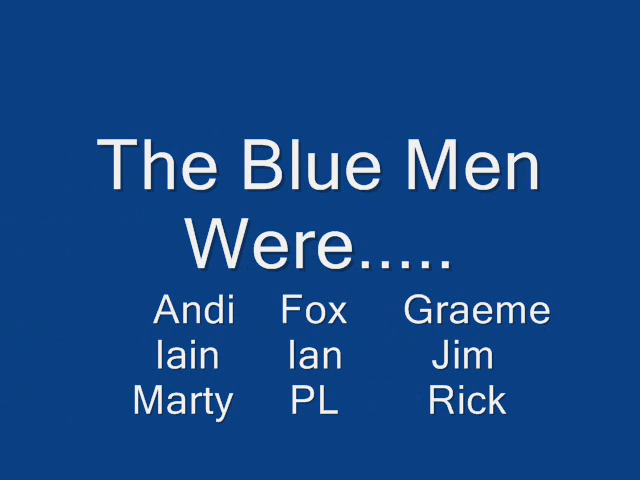 The Blue Men
Were.....
Andi Fox Graeme
Iain Ian Jim
Marty PL Rick